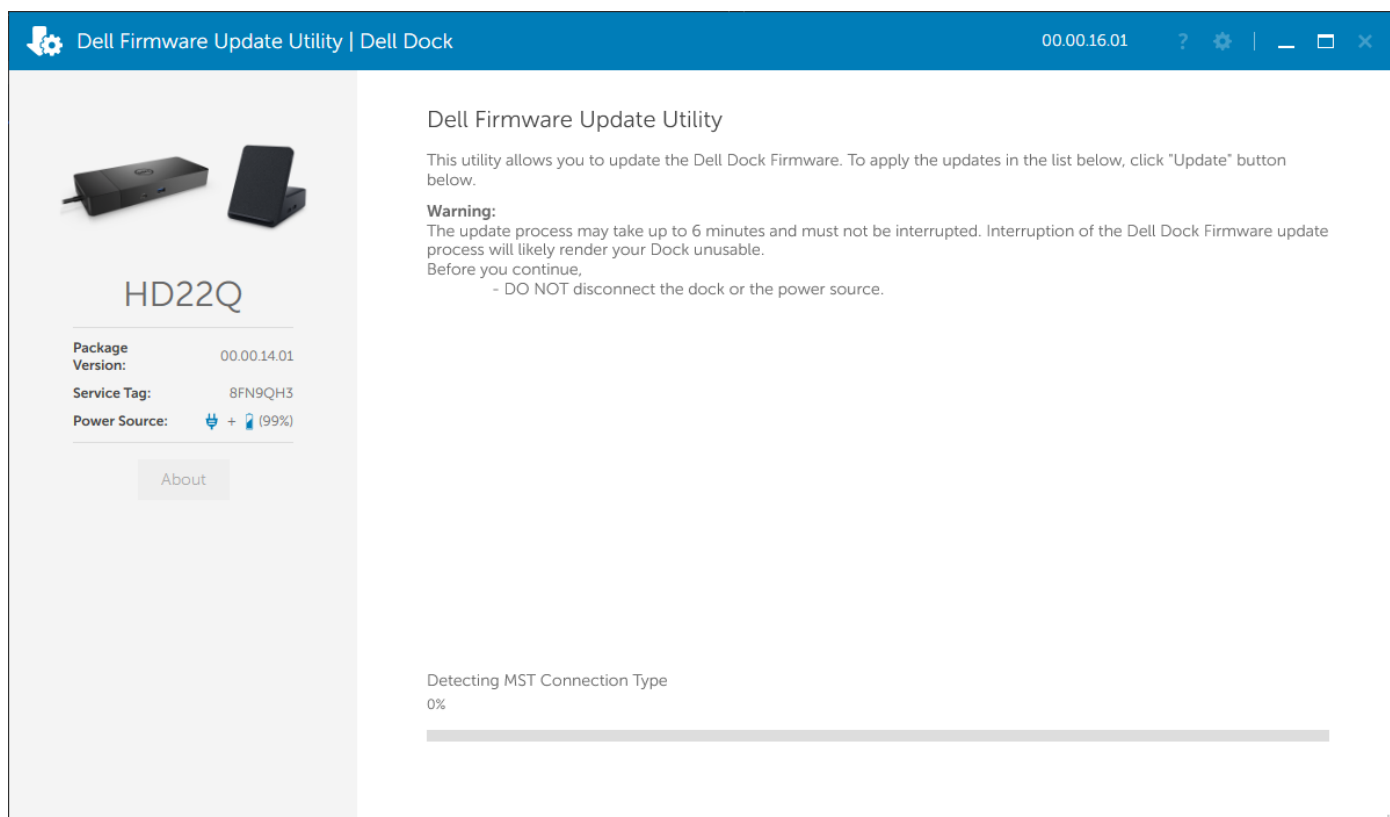 Dell Firmware Update Utility | Dell Dock
00.00.16.01
?
Dell Firmware Update Utility
This utility allows you to update the Dell Dock Firmware. To apply the updates in the list below, click "Update" button
below.
Warning:
The update process may take up to 6 minutes and must not be interrupted. Interruption of the Dell Dock Firmware update
process will likely render your Dock unusable.
Before you continue,
- DO NOT disconnect the dock or the power source.
HD22Q
Package
Version:
00.00.14.01
Service Tag: 8FN9QH3
Power Source: + (99%)
About
Detecting MST Connection Type
0%